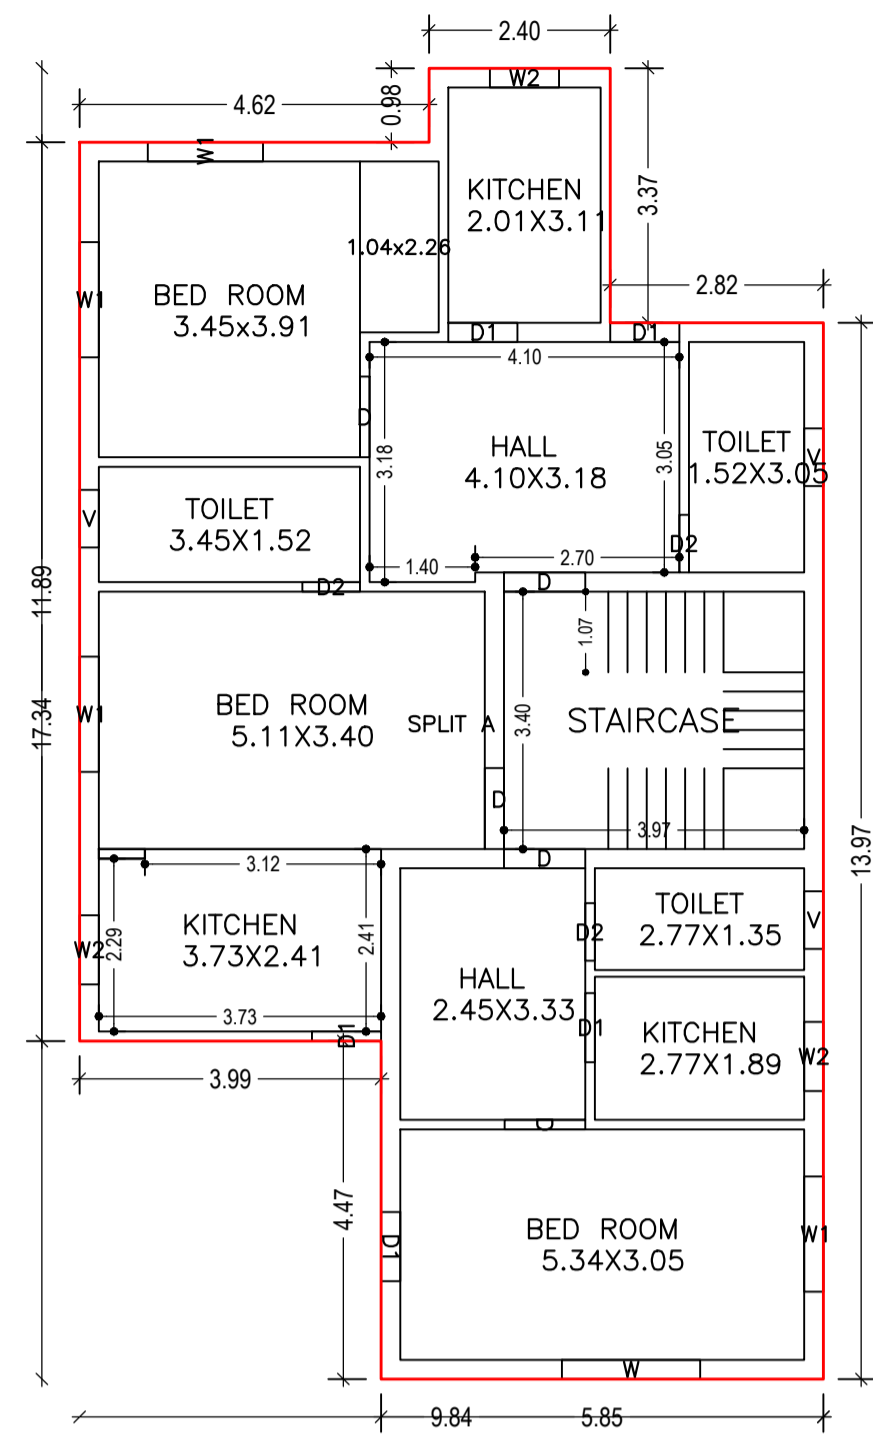 2.40
W2
4.62
0.98
W1
KITCHEN
2.01X3.11
3.37
1.04x2.26
2.82
BED ROOM
3.45x3.91
W1
D1
D1
4.10
D
HALL
4.10X3.18
3.18
3.05
TOILET
1.52X3.05
V
TOILET
3.45X1.52
V
D2
2.70
1.40
D
D2
11.89
1.07
BED ROOM
5.11X3.40
W1
SPLIT A
3.40
STAIRCASE
17.34
D
3.97
13.97
D
3.12
KITCHEN
3.73X2.41
W2
2.29
2.41
TOILET
2.77X1.35
V
D2
HALL
2.45X3.33
3.73
D1
D1
KITCHEN
2.77X1.89
W2
3.99
D
4.47
D1
BED ROOM
5.34X3.05
W1
W
9.84
5.85